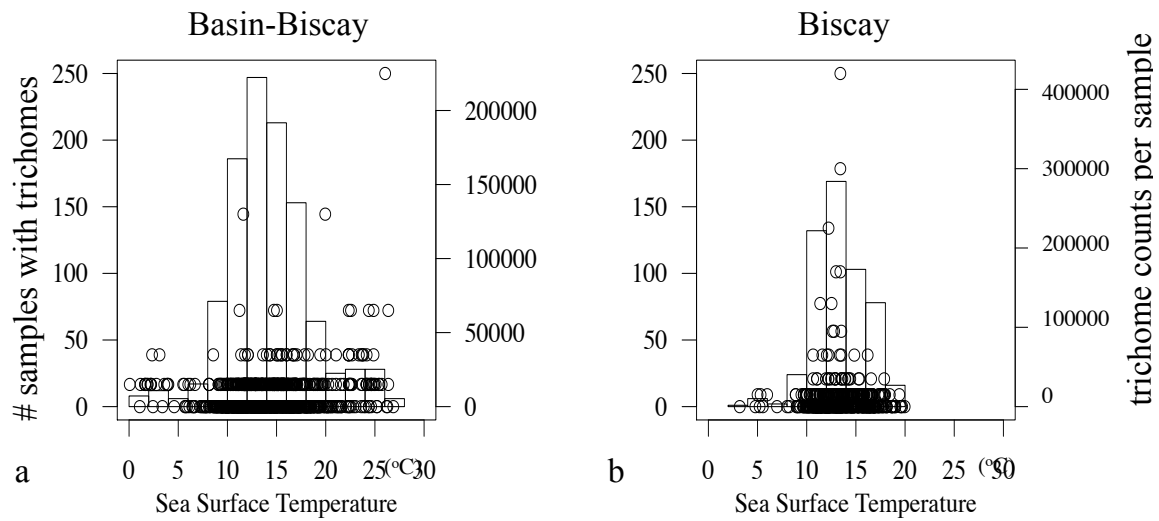 Basin-Biscay
Biscay
# samples with trichomes
250
200
150
100
50
0
200000
150000
100000
50000
0
250
200
150
100
50
0
400000
300000
200000
100000
0
trichome counts per sample
a
0 5 10 15 20 25 (°C) 30
Sea Surface Temperature
b
0 5 10 15 20 25 (°C) 30
Sea Surface Temperature